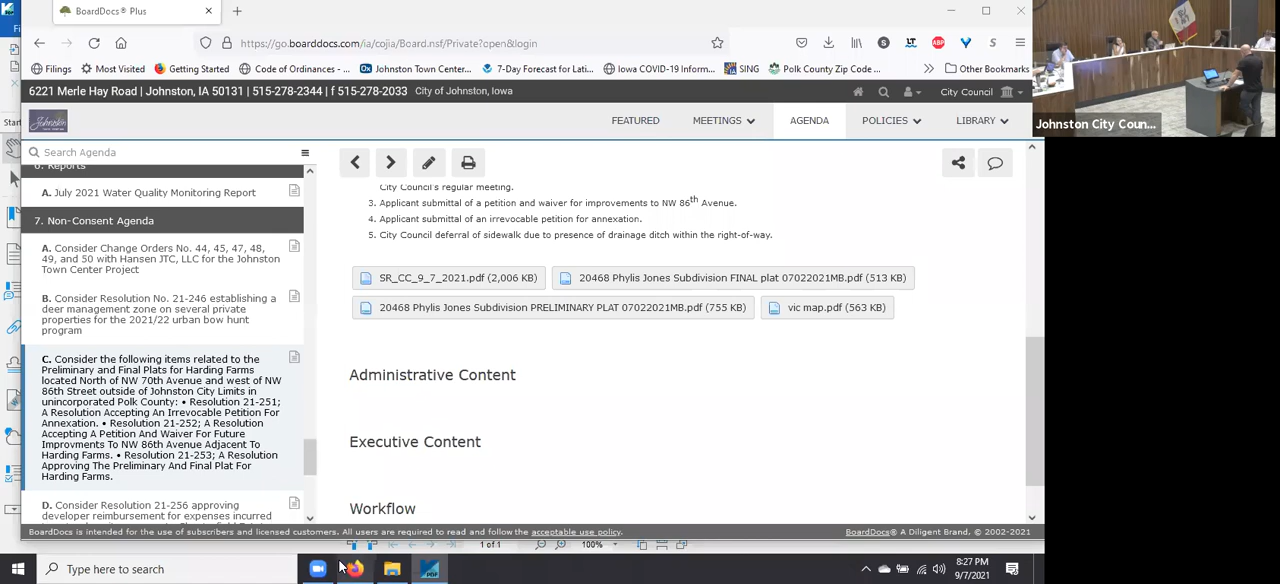 BoardDocs® Plus
https://go.boarddocs.com/ia/cojia/Board.nsf/Private?open&login
Filings Most Visited Getting Started Code of Ordinances -... Johnston Town Center... 7-Day Forecast for Lati... Iowa COVID-19 Inform... SING Polk County Zip Code ... Other Bookmarks
6221 Merle Hay Road | Johnston, IA 50131 | 515-278-2344 | f 515-278-2033 City of Johnston, Iowa City Council
Johnston
FEATURED MEETINGS AGENDA POLICIES LIBRARY
Johnston City Coun...
Search Agenda
6. Reports
A. July 2021 Water Quality Monitoring Report
7. Non-Consent Agenda
A. Consider Change Orders No. 44, 45, 47, 48,
49, and 50 with Hansen JTC, LLC for the
Johnston Town Center Project
B. Consider Resolution No. 21-246 establishing a
deer management zone on several private
properties for the 2021/22 urban bow hunt
program
C. Consider the following items related to the
Preliminary and Final Plats for Harding Farms
located North of NW 70th Avenue and west of NW
86th Street outside of Johnston City Limits in
unincorporated Polk County: • Resolution 21-251;
A Resolution Accepting An Irrevocable Petition For
Annexation. • Resolution 21-252; A Resolution
Accepting A Petition And Waiver For Future
Improvments To NW 86th Avenue Adjacent To
Harding Farms. • Resolution 21-253; A Resolution
Approving The Preliminary And Final Plat For
Harding Farms.
D. Consider Resolution 21-256 approving
developer reimbursement for expenses incurred
City Council's regular meeting.
3. Applicant submittal of a petition and waiver for improvements to NW 86th Avenue.
4. Applicant submittal of an irrevocable petition for annexation.
5. City Council deferral of sidewalk due to presence of drainage ditch within the right-of-way.
SR_CC_9_7_2021.pdf (2,006 KB) 20468 Phylis Jones Subdivision FINAL plat 07022021MB.pdf (513 KB)
20468 Phylis Jones Subdivision PRELIMINARY PLAT 07022021MB.pdf (755 KB) vic map.pdf (563 KB)
Administrative Content
Executive Content
Workflow
BoardDocs is intended for the use of subscribers and licensed customers. All users are required to read and follow the acceptable use policy. BoardDocs® A Diligent Brand, © 2002-2021
1 of 1 100%
Type here to search
8:27 PM
9/7/2021